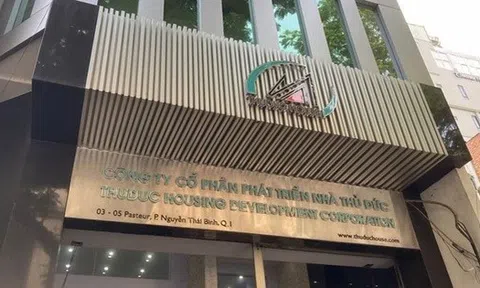 CÔNG TY CỔ PHẦN PHÁT TRIỂN NHÀ THỦ ĐỨC
THUDUC HOUSING DEVELOPMENT CORPORATION
03 - 05 Pasteur, P. Nguyễn Thái Bình, Q.1
www.thuduchouse.com